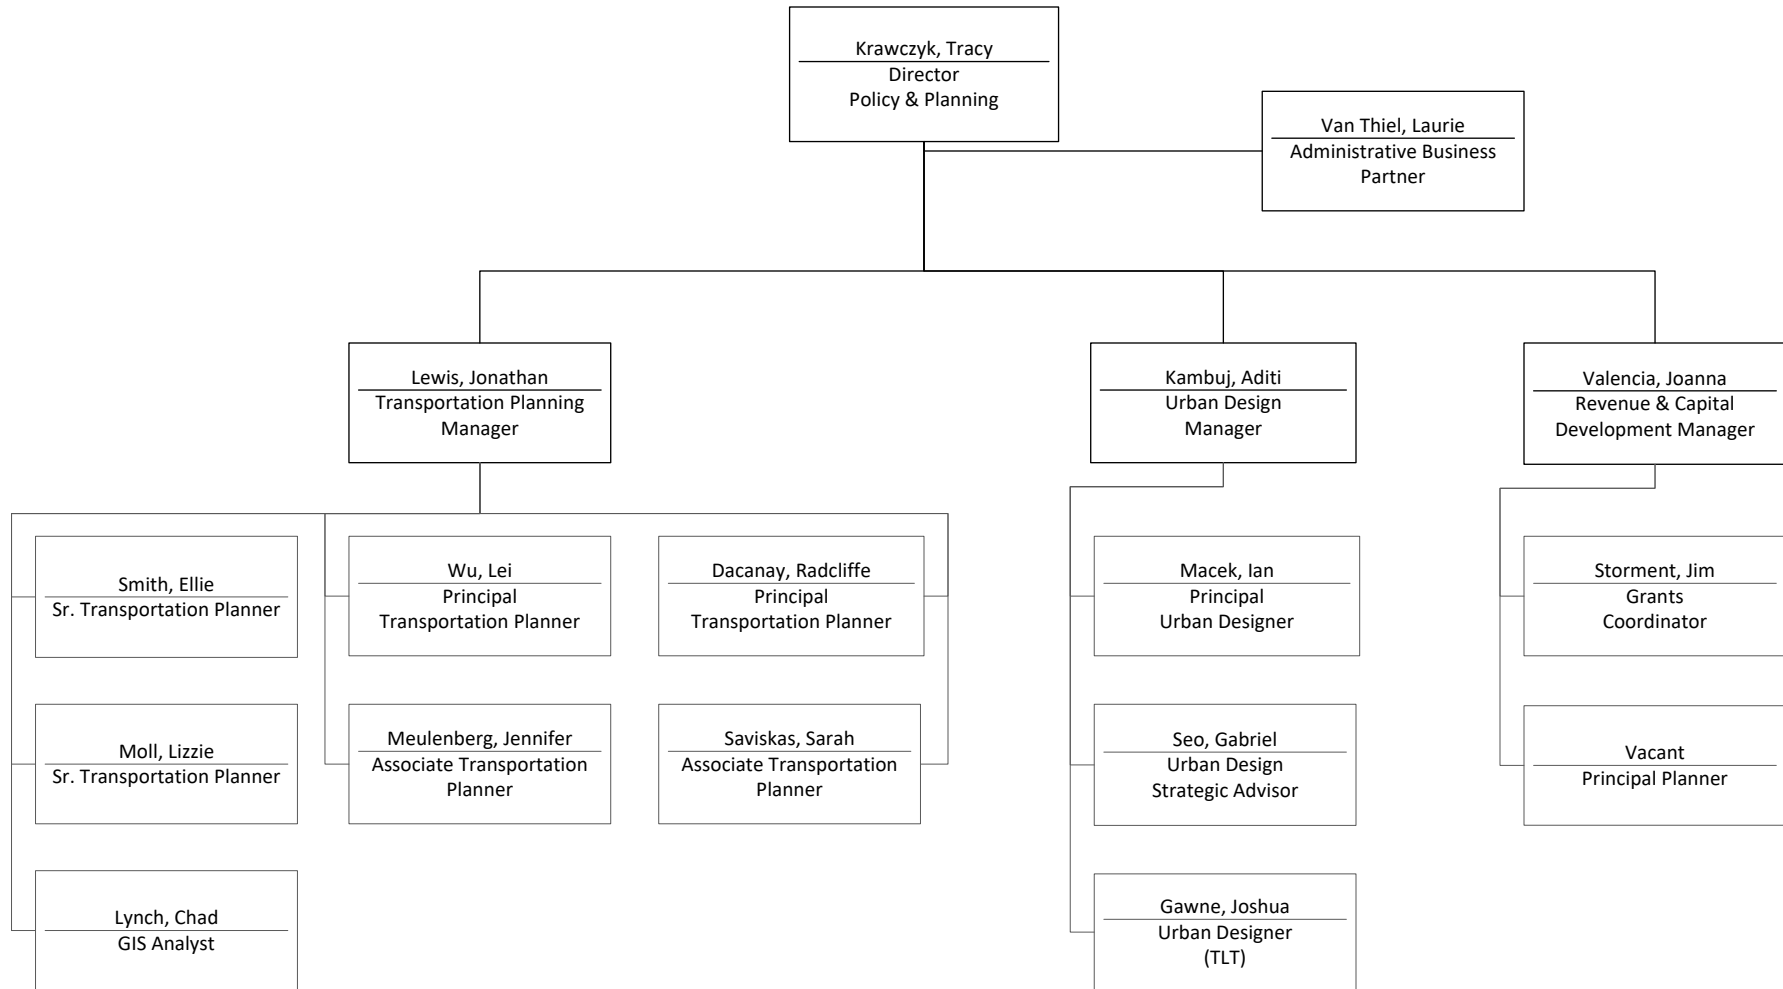 Krawczyk, Tracy
Director
Policy & Planning
Van Thiel, Laurie
Administrative Business
Partner
Lewis, Jonathan
Transportation Planning
Manager
Kambuj, Aditi
Urban Design
Manager
Valencia, Joanna
Revenue & Capital
Development Manager
Smith, Ellie
Sr. Transportation Planner
Wu, Lei
Principal
Transportation Planner
Dacanay, Radcliffe
Principal
Transportation Planner
Macek, Ian
Principal
Urban Designer
Storment, Jim
Grants
Coordinator
Moll, Lizzie
Sr. Transportation Planner
Meulenberg, Jennifer
Associate Transportation
Planner
Saviskas, Sarah
Associate Transportation
Planner
Seo, Gabriel
Urban Design
Strategic Advisor
Vacant
Principal Planner
Lynch, Chad
GIS Analyst
Gawne, Joshua
Urban Designer
(TLT)